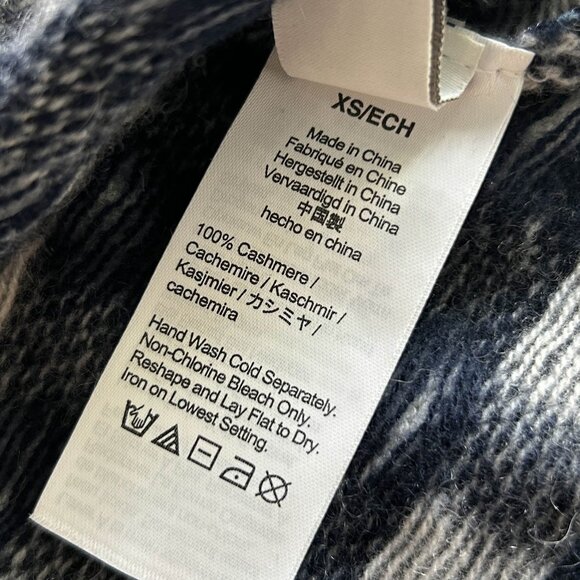 XS/ECH
Made in China
Fabriqué en Chine
Hergestellt in China
Vervaardigd in China
中国製
hecho en china
100% Cashmere /
Cachemire / Kaschmir /
Kasjmier / カシミヤ /
cachemira
Hand Wash Cold Separately.
Non-Chlorine Bleach Only.
Reshape and Lay Flat to Dry.
Iron on Lowest Setting.